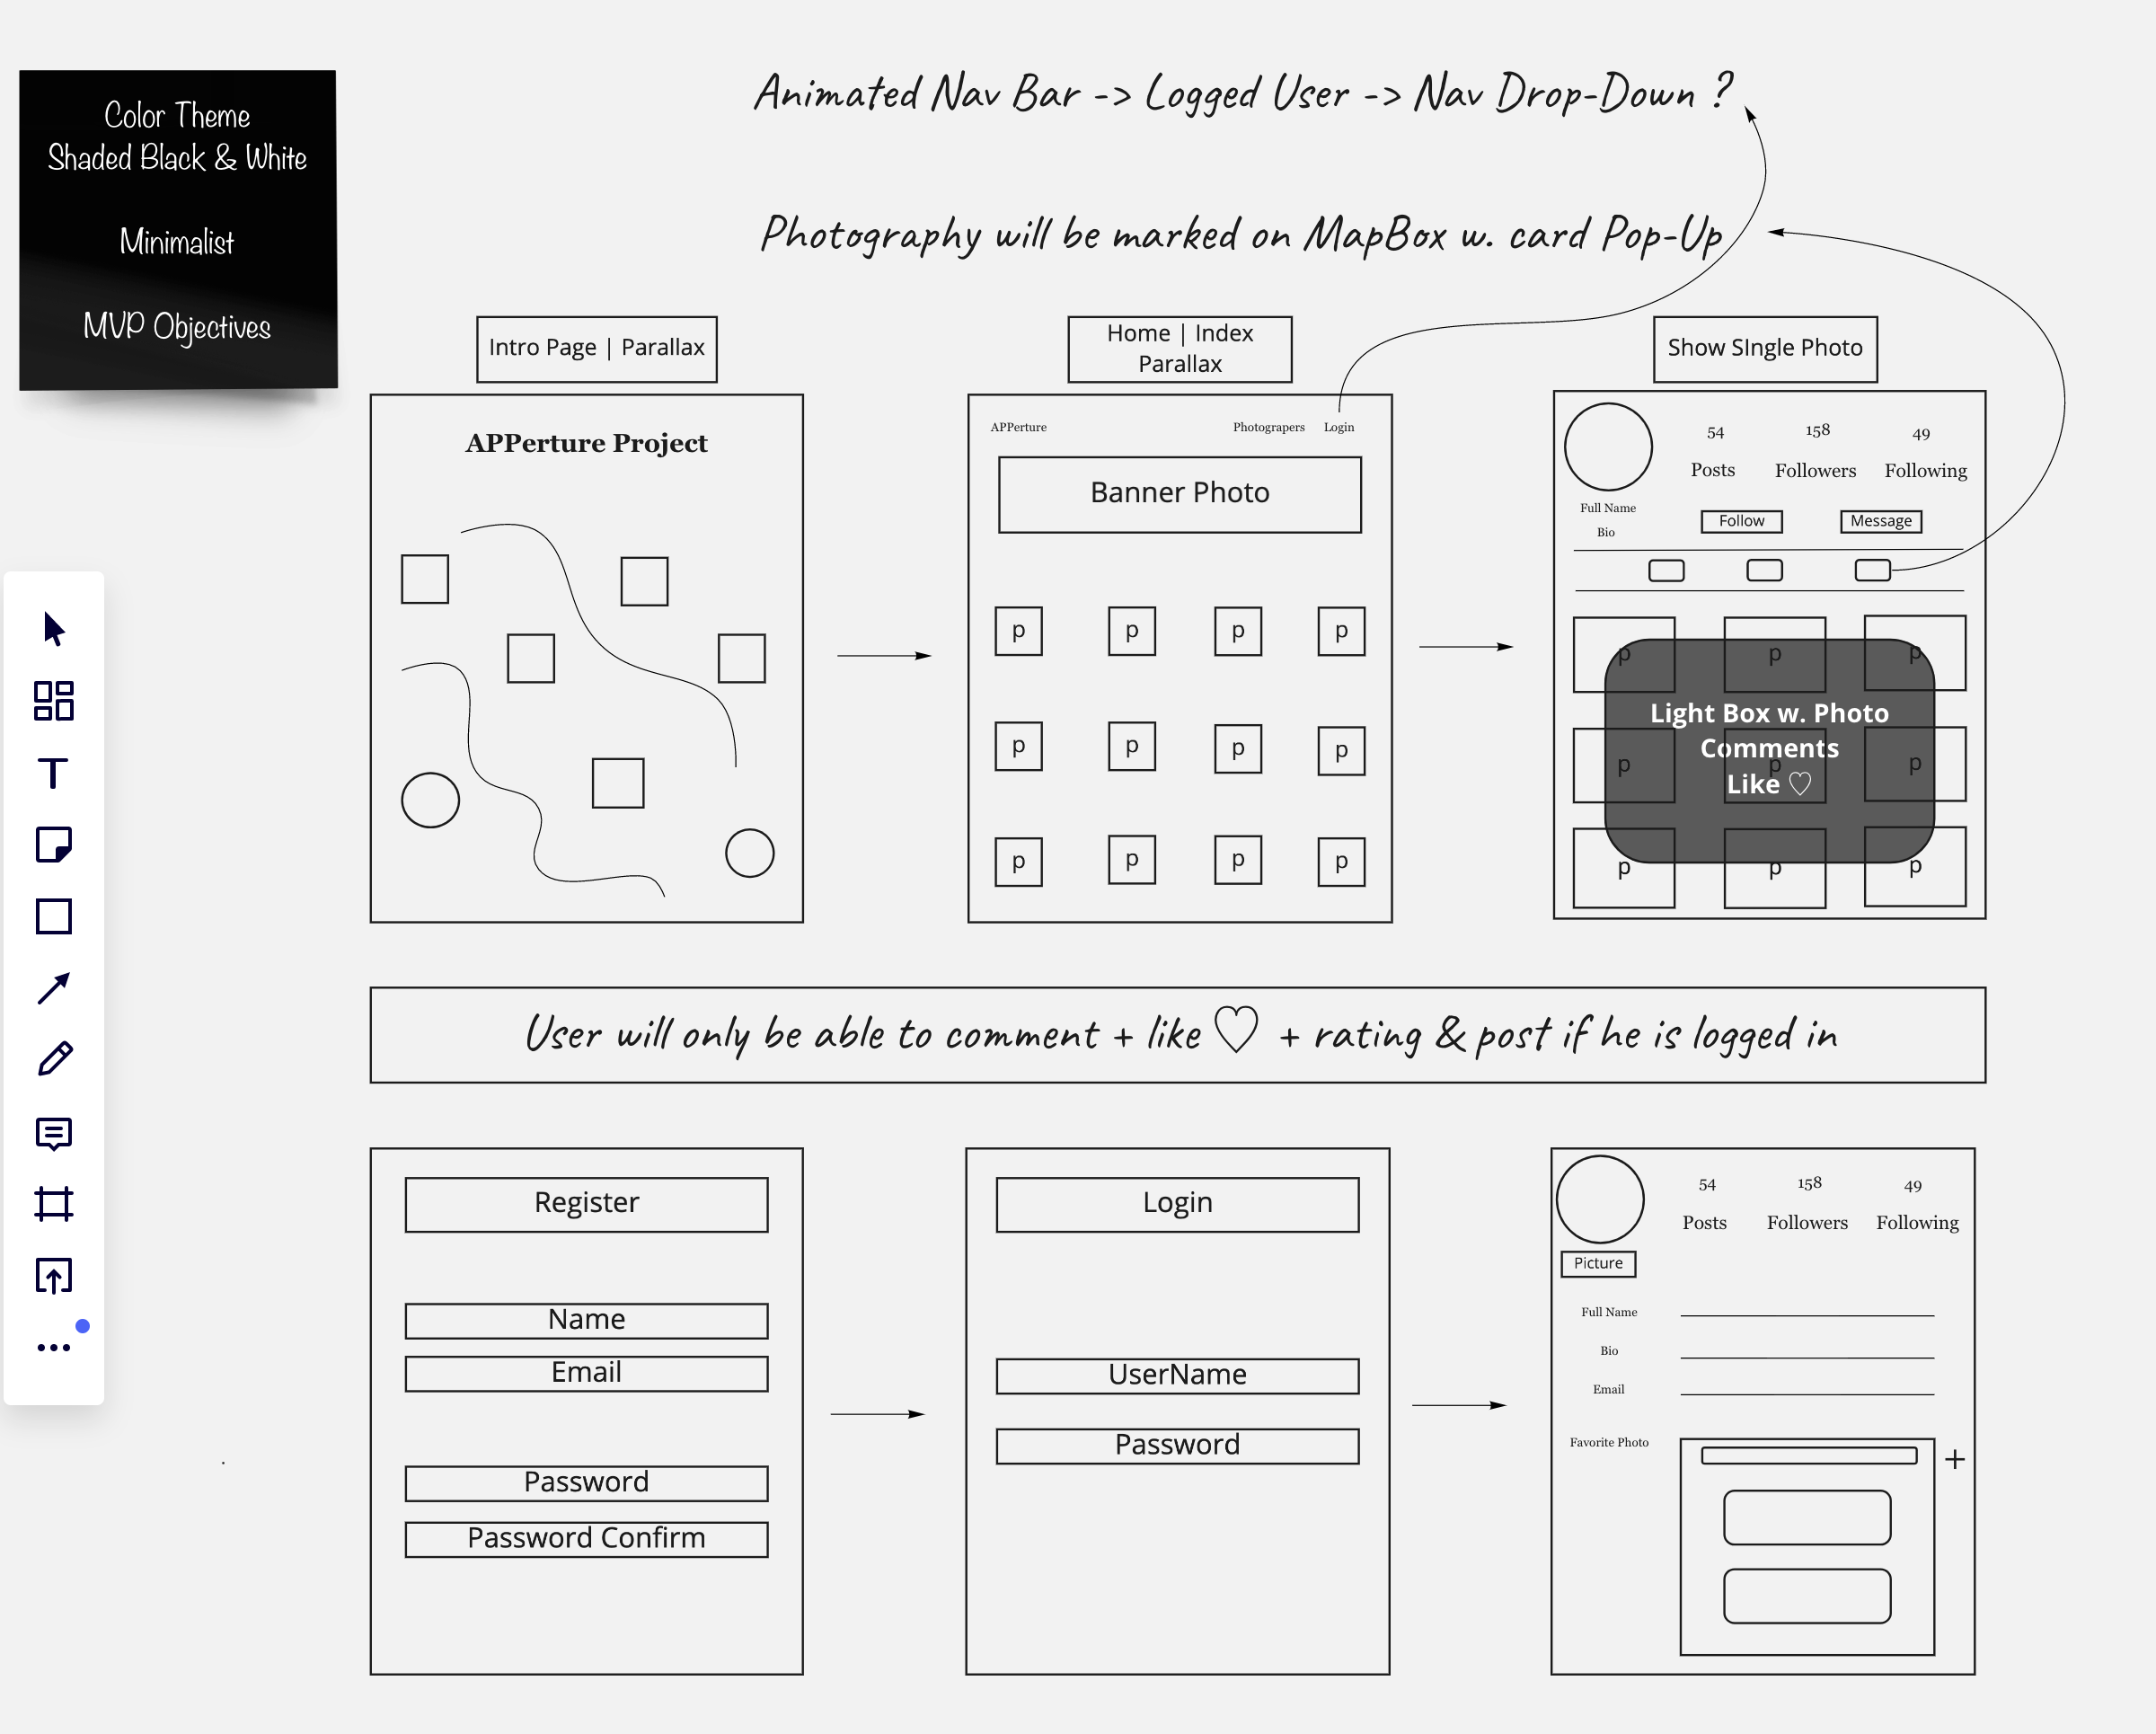 Color Theme
Shaded Black & White
Minimalist
MVP Objectives
Animated Nav Bar -> Logged User -> Nav Drop-Down ?
Photography will be marked on MapBox w. card Pop-Up
Intro Page | Parallax
Home | Index
Parallax
Show SIngle Photo
APPerture Project
APPerture
Photograpers
Login
Banner Photo
p p p p
p p p p
p p p p
54 158 49
Posts Followers Following
Full Name
Bio
Follow
Message
p p p
Light Box w. Photo
Comments
Like ♡
p p p
p p p
User will only be able to comment + like ♡ + rating & post if he is logged in
Register
Name
Email
Password
Password Confirm
Login
UserName
Password
54 158 49
Posts Followers Following
Picture
Full Name
Bio
Email
Favorite Photo
+